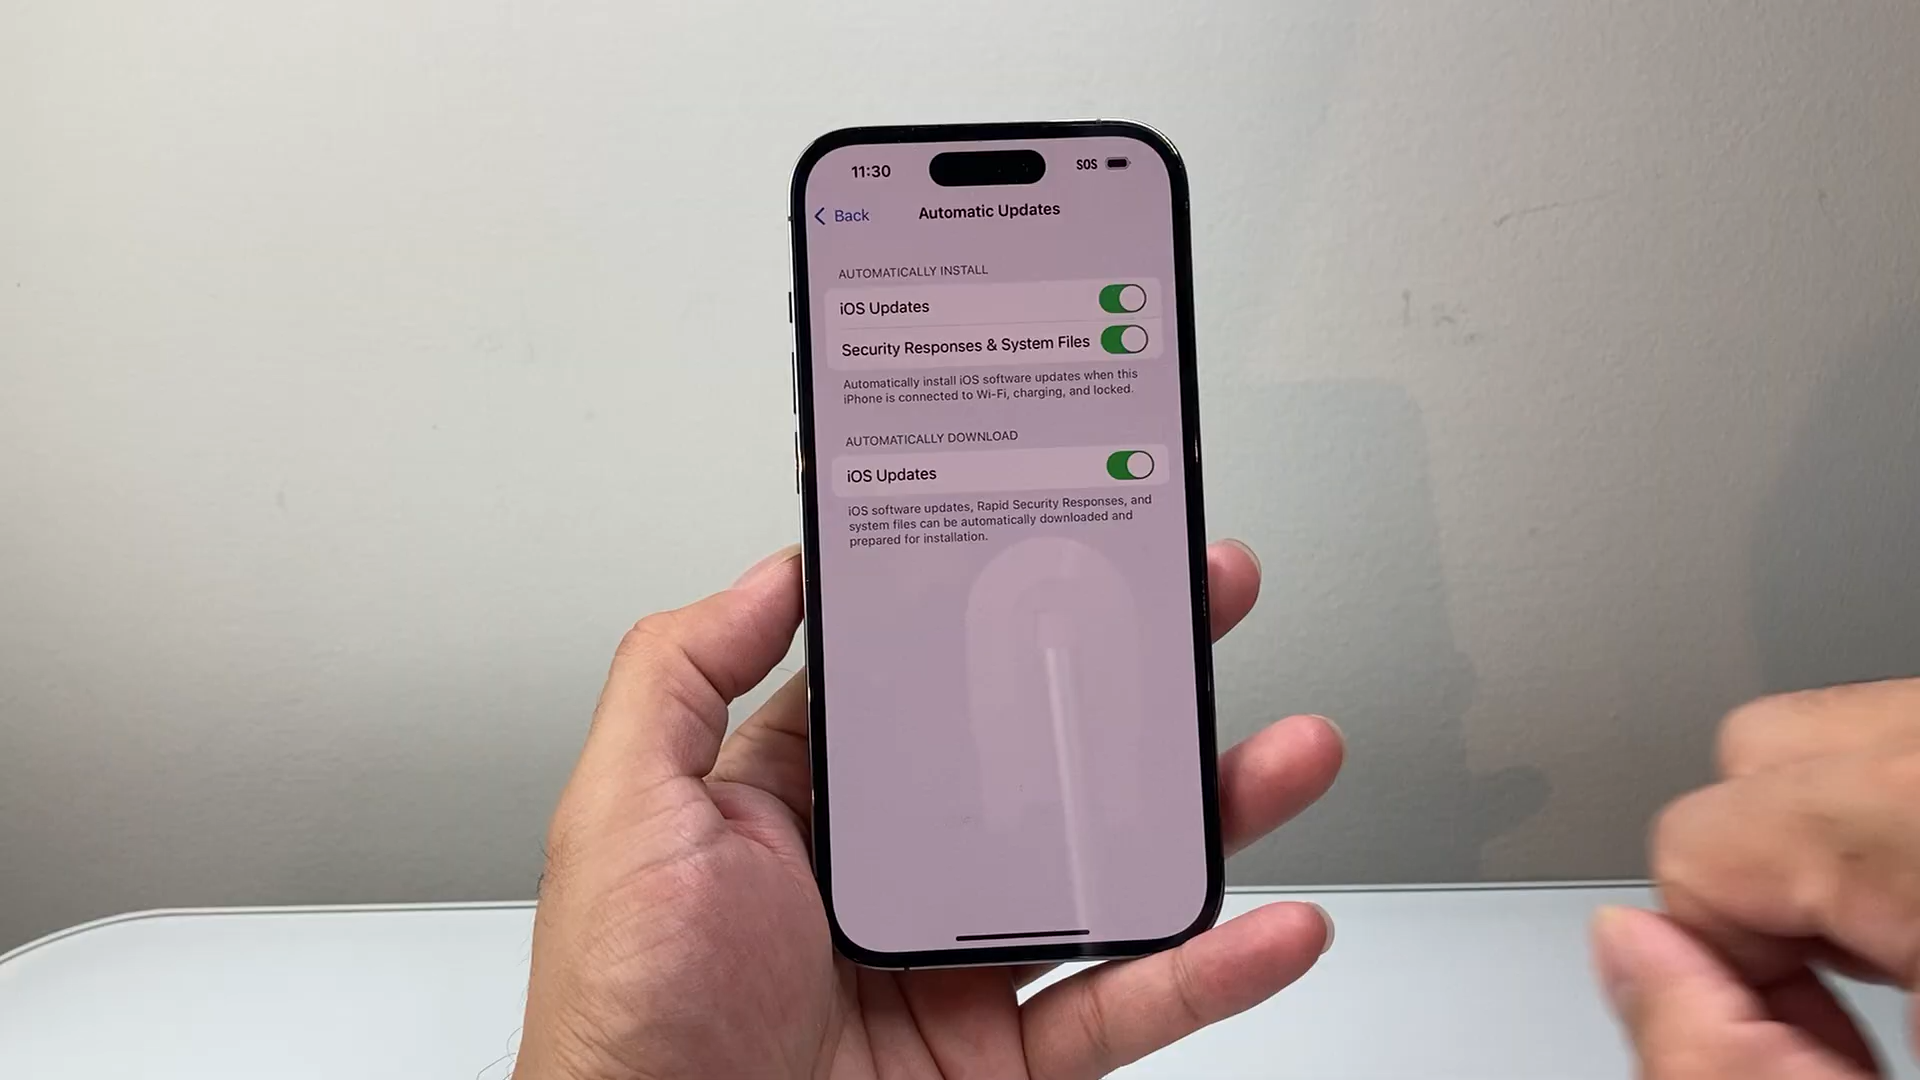 11:30
SOS
Back
Automatic Updates
AUTOMATICALLY INSTALL
iOS Updates
Security Responses & System Files
Automatically install iOS software updates when this
iPhone is connected to Wi-Fi, charging, and locked.
AUTOMATICALLY DOWNLOAD
iOS Updates
iOS software updates, Rapid Security Responses, and
system files can be automatically downloaded and
prepared for installation.